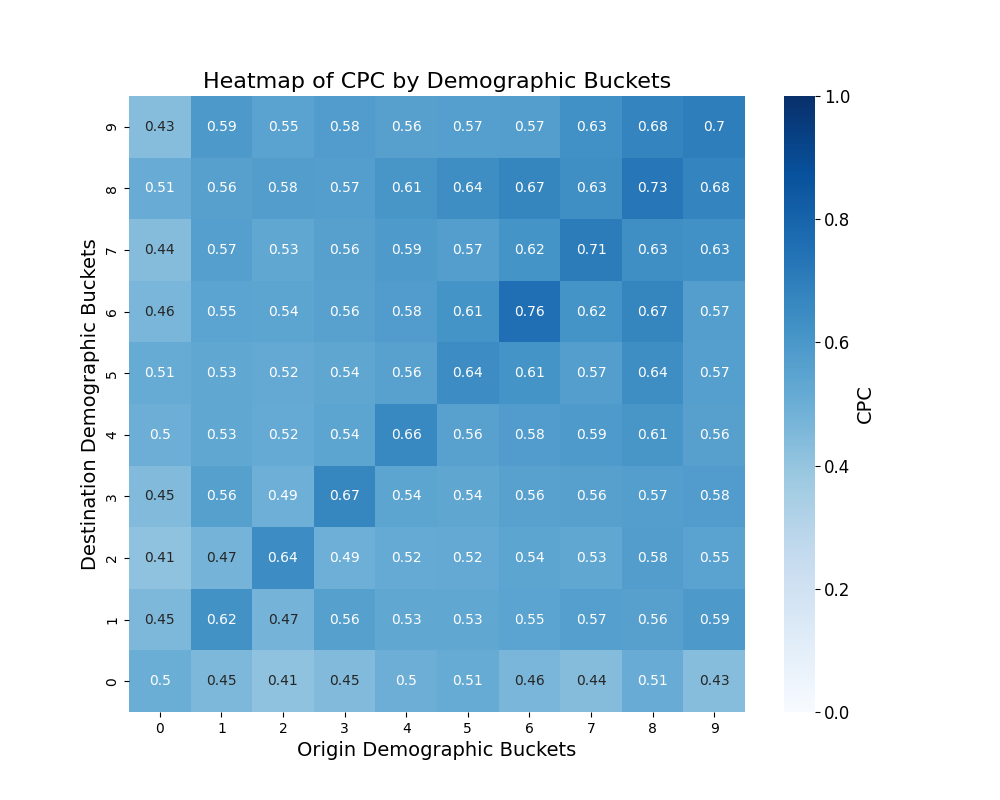 Heatmap of CPC by Demographic Buckets
Destination Demographic Buckets
9 0.43 0.59 0.55 0.58 0.56 0.57 0.57 0.63 0.68 0.7
8 0.51 0.56 0.58 0.57 0.61 0.64 0.67 0.63 0.73 0.68
7 0.44 0.57 0.53 0.56 0.59 0.57 0.62 0.71 0.63 0.63
6 0.46 0.55 0.54 0.56 0.58 0.61 0.76 0.62 0.67 0.57
5 0.51 0.53 0.52 0.54 0.56 0.64 0.61 0.57 0.64 0.57
4 0.5 0.53 0.52 0.54 0.66 0.56 0.58 0.59 0.61 0.56
3 0.45 0.56 0.49 0.67 0.54 0.54 0.56 0.56 0.57 0.58
2 0.41 0.47 0.64 0.49 0.52 0.52 0.54 0.53 0.58 0.55
1 0.45 0.62 0.47 0.56 0.53 0.53 0.55 0.57 0.56 0.59
0 0.5 0.45 0.41 0.45 0.5 0.51 0.46 0.44 0.51 0.43
0 1 2 3 4 5 6 7 8 9
Origin Demographic Buckets
1.0
0.8
0.6
0.4
0.2
0.0
CPC